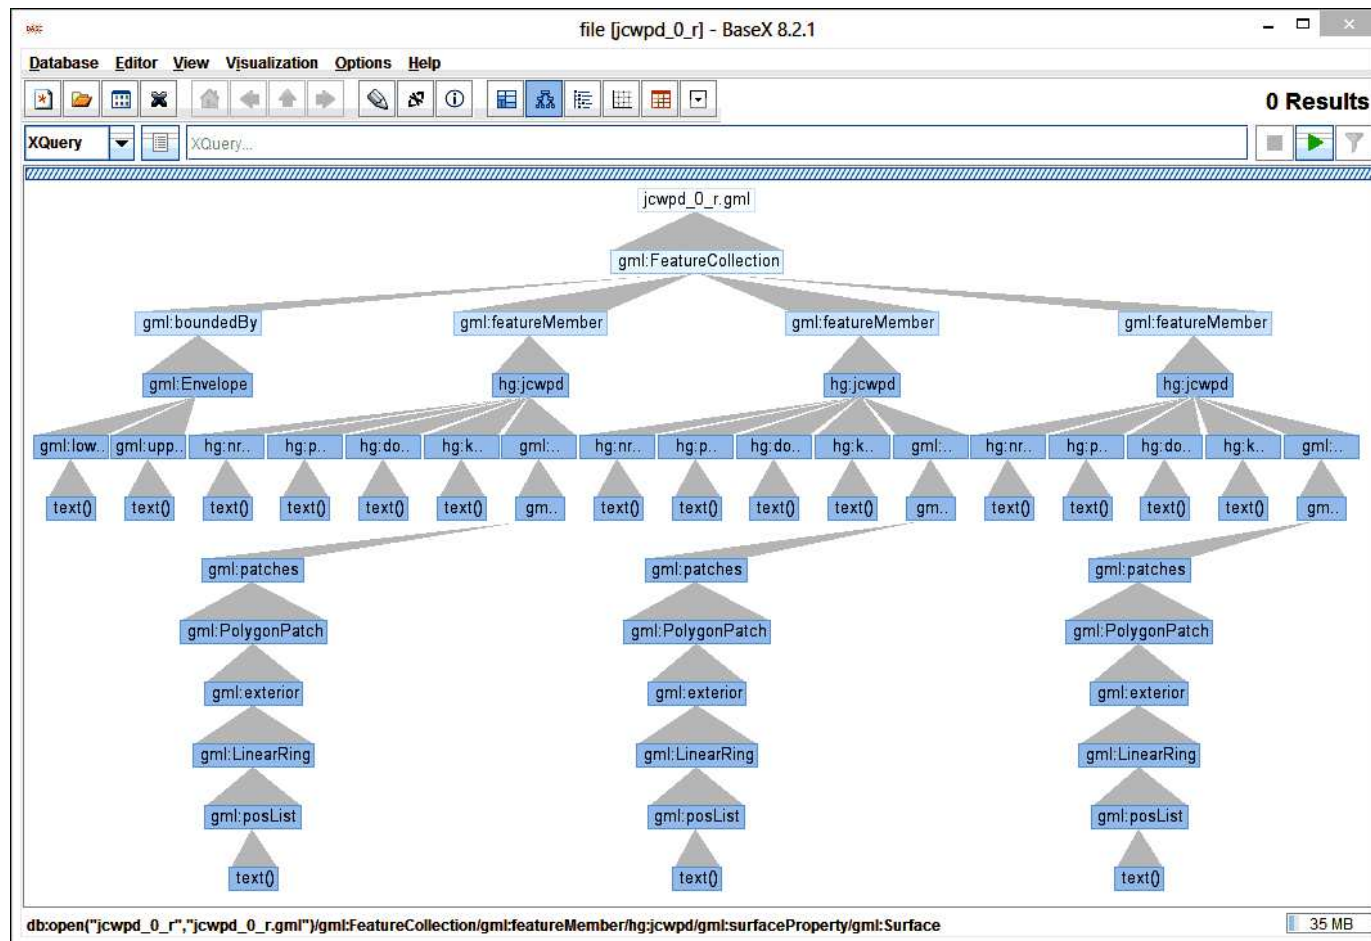 BASE
file [jcwpd_0_r] - BaseX 8.2.1
Database Editor View Visualization Options Help
0 Results
XQuery XQuery...
jcwpd_0_r.gml
gml:FeatureCollection
gml:boundedBy gml:featureMember gml:featureMember gml:featureMember
gml:Envelope hg:jcwpd hg:jcwpd hg:jcwpd
gml:low.. gml:upp.. hg:nr.. hg:p.. hg:do.. hg:k.. gml:.. hg:nr.. hg:p.. hg:do.. hg:k.. gml:.. hg:nr.. hg:p.. hg:do.. hg:k.. gml:..
text() text() text() text() text() text() gm.. text() text() text() text() gm.. text() text() text() text() gm..
gml:patches gml:patches gml:patches
gml:PolygonPatch gml:PolygonPatch gml:PolygonPatch
gml:exterior gml:exterior gml:exterior
gml:LinearRing gml:LinearRing gml:LinearRing
gml:posList gml:posList gml:posList
text() text() text()
db:open("jcwpd_0_r","jcwpd_0_r.gml")/gml:FeatureCollection/gml:featureMember/hg:jcwpd/gml:surfaceProperty/gml:Surface 35 MB